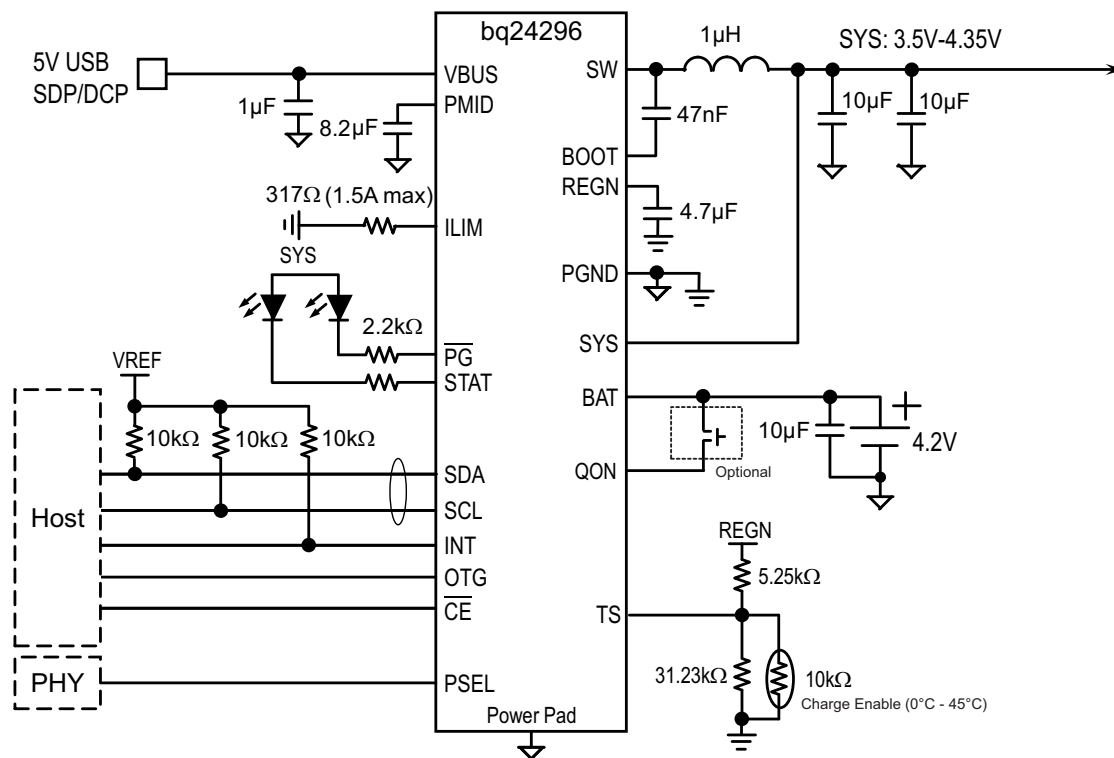 bq24296
1µH
SYS: 3.5V-4.35V
5V USB
SDP/DCP
VBUS
SW
1µF
PMID
8.2µF
47nF
10µF
10µF
BOOT
REGN
317Ω (1.5A max)
4.7µF
ILIM
SYS
PGND
2.2kΩ
PG
SYS
VREF
STAT
BAT
10kΩ
10kΩ
10kΩ
10µF
4.2V
Optional
SDA
QON
Host
SCL
INT
REGN
5.25kΩ
OTG
CE
TS
PHY
PSEL
31.23kΩ
10kΩ
Charge Enable (0°C - 45°C)
Power Pad